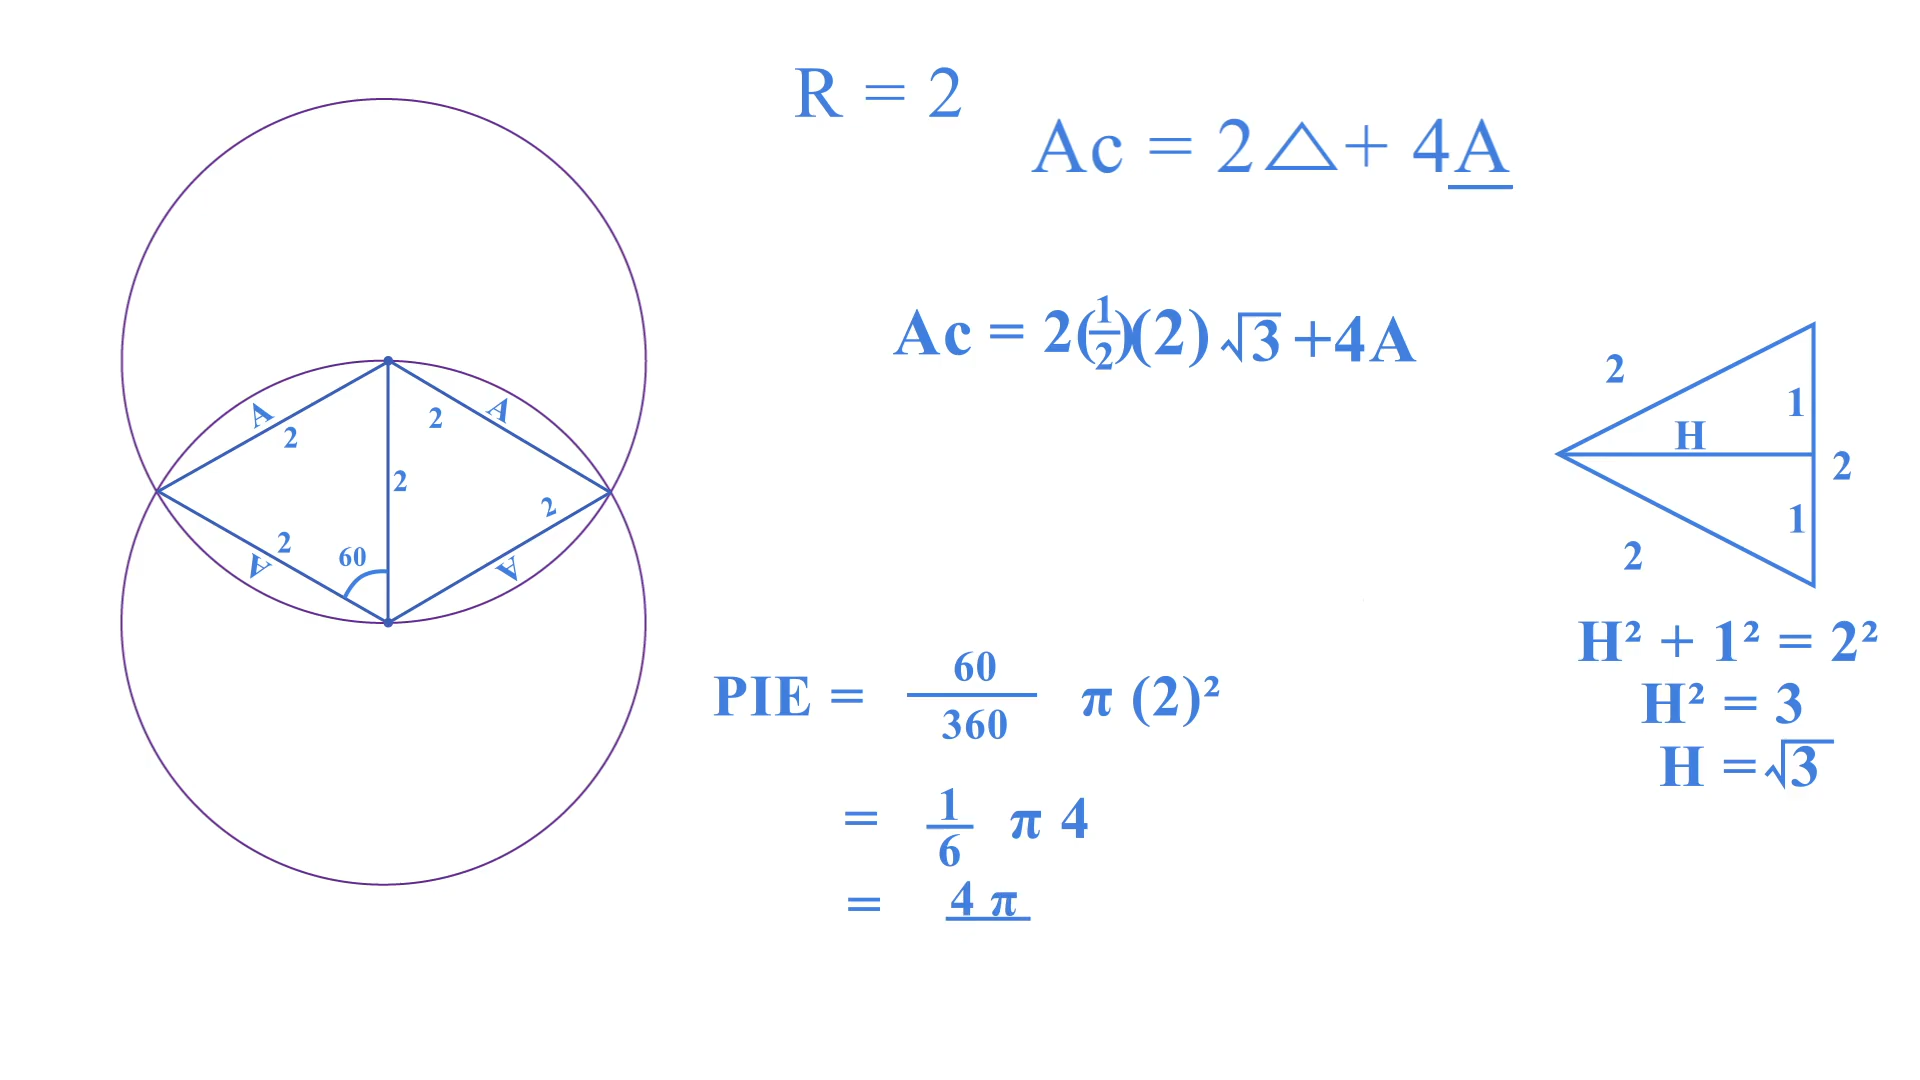 R = 2
Ac = 2△+ 4A
Ac = 2(1/2)(2)√3 +4A
A
2
A
2
2
2
A
60
2
A
2
H
1
2
1
2
H² + 1² = 2²
H² = 3
H = √3
PIE = 60/360 π (2)²
= 1/6 π 4
= 4 π